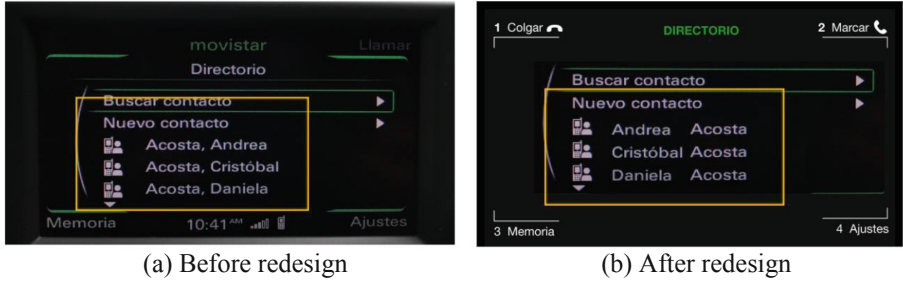 movistar
Llamar
Directorio
Buscar contacto
Nuevo contacto
Acosta, Andrea
Acosta, Cristóbal
Acosta, Daniela
Memoria
10:41 AM
Ajustes
(a) Before redesign
1 Colgar
DIRECTORIO
2 Marcar
Buscar contacto
Nuevo contacto
Andrea Acosta
Cristóbal Acosta
Daniela Acosta
3 Memoria
4 Ajustes
(b) After redesign